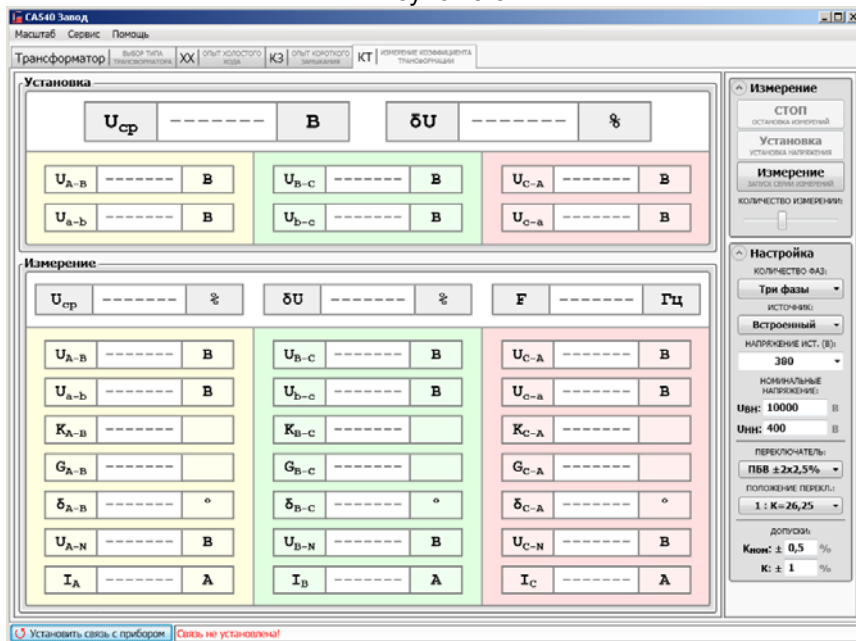 СА540 Завод
Масштаб Сервис Помощь
Трансформатор ВЫБОР ТИПА ТРАНСФОРМАТОРА ХХ ОПЫТ ХОЛОСТОГО ХОДА КЗ ОПЫТ КОРОТКОГО ЗАМЫКАНИЯ КТ ИЗМЕРЕНИЕ КОЭФФИЦИЕНТА ТРАНСФОРМАЦИИ
Установка
Uср ------- В δU ------- %
UA-B ------- В UB-C ------- В UC-A ------- В
Ua-b ------- В Ub-c ------- В Uc-a ------- В
Измерение
Uср ------- % δU ------- % F ------- Гц
UA-B ------- В UB-C ------- В UC-A ------- В
Ua-b ------- В Ub-c ------- В Uc-a ------- В
KA-B ------- KB-C ------- KC-A -------
GA-B ------- GB-C ------- GC-A -------
δA-B ------- ° δB-C ------- ° δC-A ------- °
UA-N ------- В UB-N ------- В UC-N ------- В
IA ------- А IB ------- А IC ------- А
Измерение
СТОП
ОСТАНОВКА ИЗМЕРЕНИЙ
Установка
УСТАНОВКА НАПРЯЖЕНИЯ
Измерение
ЗАПУСК СЕРИИ ИЗМЕРЕНИЙ
КОЛИЧЕСТВО ИЗМЕРЕНИИ:
Настройка
КОЛИЧЕСТВО ФАЗ:
Три фазы
ИСТОЧНИК:
Встроенный
НАПРЯЖЕНИЕ ИСТ. (В):
380
НОМИНАЛЬНЫЕ
НАПРЯЖЕНИЕ:
Uвн: 10000 В
Uнн: 400 В
ПЕРЕКЛЮЧАТЕЛЬ:
ПБВ ±2x2,5%
ПОЛОЖЕНИЕ ПЕРЕКЛ.:
1 : K=26,25
ДОПУСКИ:
Kном: ± 0,5 %
K: ± 1 %
Установить связь с прибором Связь не установлена!